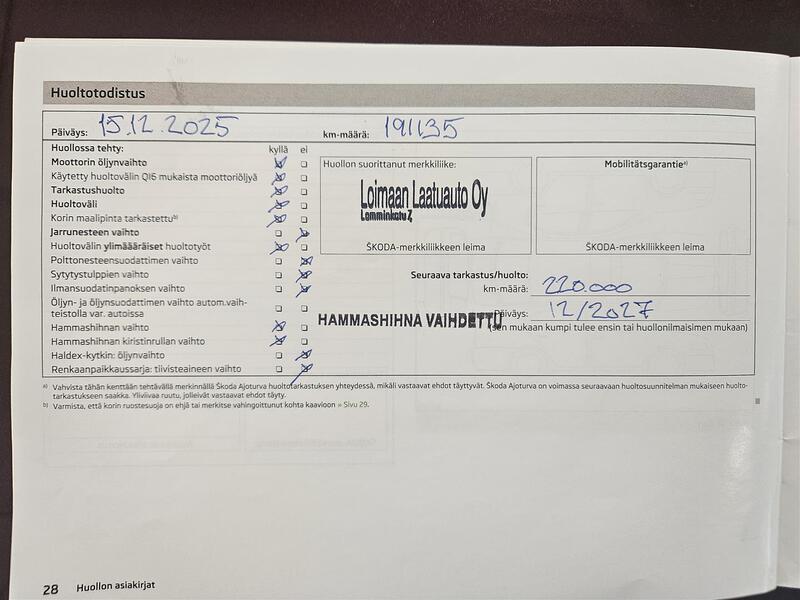 Huoltotodistus
Päiväys: 15.12.2025 km-määrä: 191135
Huollossa tehty: kyllä ei
Moottorin öljynvaihto
Käytetty huoltovälin QI6 mukaista moottoriöljyä
Tarkastushuolto
Huoltoväli
Korin maalipinta tarkastettu b)
Jarrunesteen vaihto
Huoltovälin ylimääräiset huoltotyöt
Polttonesteensuodattimen vaihto
Sytytystulppien vaihto
Ilmansuodatinpanoksen vaihto
Öljyn- ja öljynsuodattimen vaihto autom.vaih-
teistolla var. autoissa
Hammashihnan vaihto
Hammashihnan kiristinrullan vaihto
Haldex-kytkin: öljynvaihto
Renkaanpaikkaussarja: tiivisteaineen vaihto
Huollon suorittanut merkkiliike:
Loimaan Laatuauto Oy
Lamminkatu 7,
ŠKODA-merkkiliikkeen leima
Mobilitätsgarantie a)
ŠKODA-merkkiliikkeen leima
Seuraava tarkastus/huolto:
km-määrä: 220.000
Päiväys: 12/2027
HAMMASHIHNA VAIHDETTU
(sen mukaan kumpi tulee ensin tai huollonilmaisimen mukaan)
a) Vahvista tähän kenttään tehtävällä merkinnällä Škoda Ajoturva huoltotarkastuksen yhteydessä, mikäli vastaavat ehdot täyttyvät. Škoda Ajoturva on voimassa seuraavaan huoltosuunnitelman mukaiseen huolto-
tarkastukseen saakka. Yliviivaa ruutu, jolleivät vastaavat ehdot täyty.
b) Varmista, että korin ruostesuoja on ehjä tai merkitse vahingoittunut kohta kaavioon » Sivu 29.
28 Huollon asiakirjat